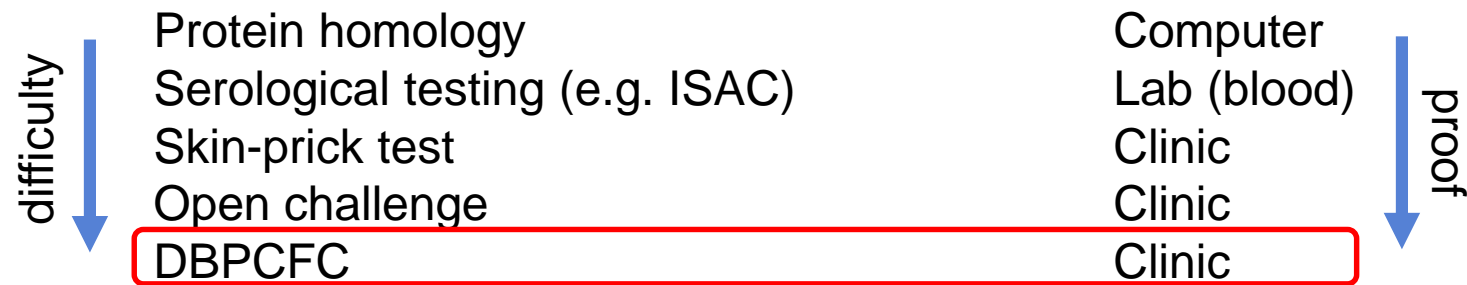 difficulty
Protein homology Computer
Serological testing (e.g. ISAC) Lab (blood)
Skin-prick test Clinic
Open challenge Clinic
DBPCFC Clinic
proof